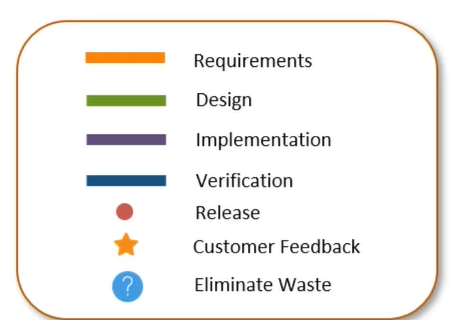 Requirements
Design
Implementation
Verification
Release
Customer Feedback
? Eliminate Waste